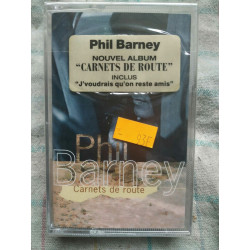 Phil Barney
NOUVEL ALBUM
"CARNETS DE ROUTE"
INCLUS
"J'voudrais qu'on reste amis"
Phil
Barney
Carnets de route